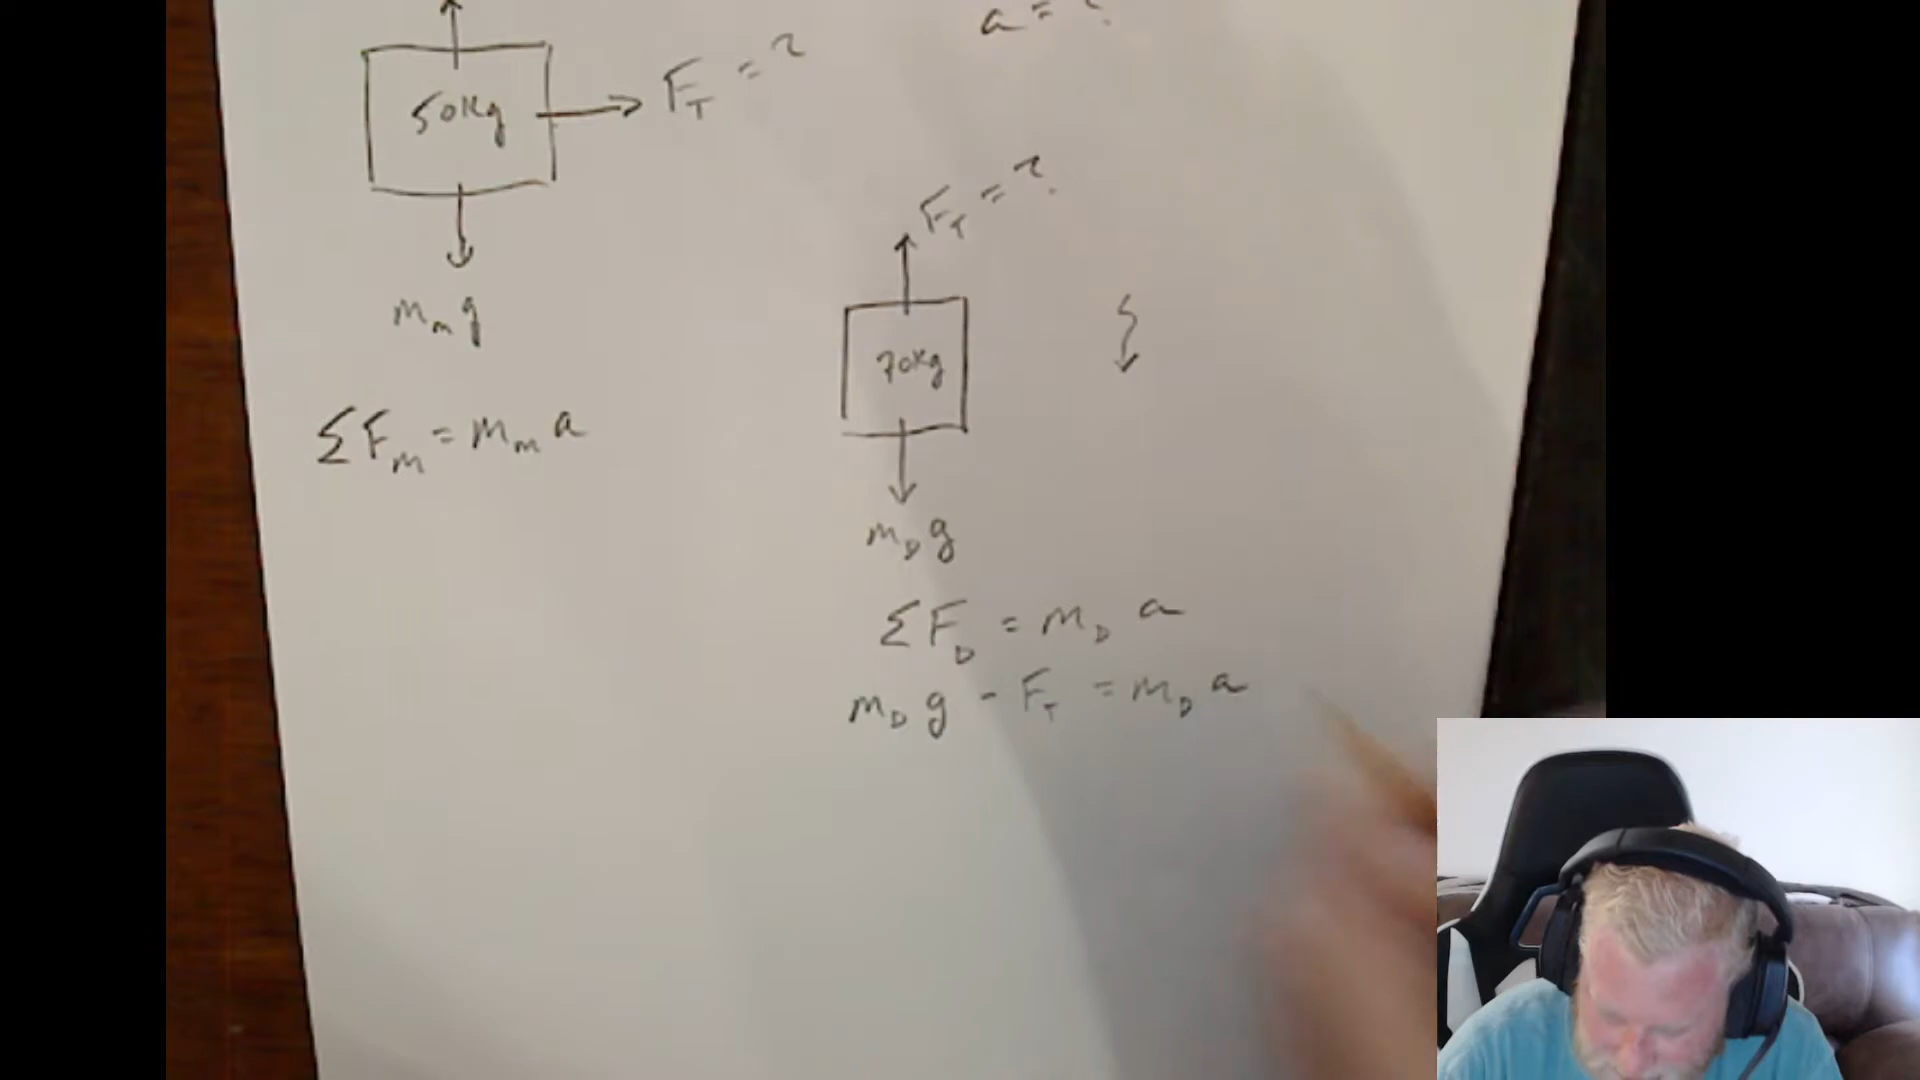 a = ?
50kg
F_T = ?
F_T = ?
m_m g
70kg
ΣF_m = m_m a
m_D g
ΣF_D = m_D a
m_D g - F_T = m_D a